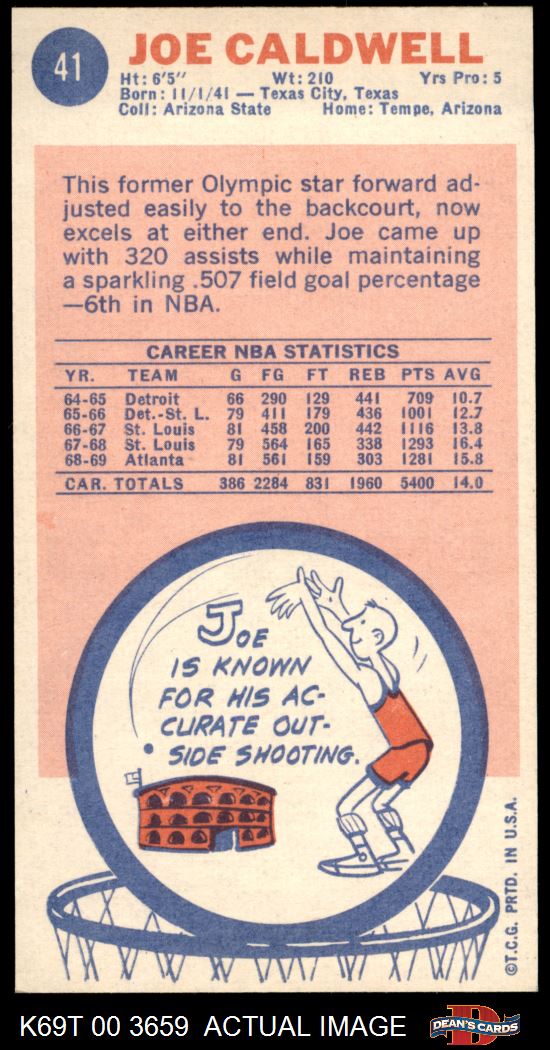 41
JOE CALDWELL
Ht: 6'5" Wt: 210 Yrs Pro: 5
Born: 11/1/41 — Texas City, Texas
Coll: Arizona State Home: Tempe, Arizona
This former Olympic star forward ad-
justed easily to the backcourt, now
excels at either end. Joe came up
with 320 assists while maintaining
a sparkling .507 field goal percentage
—6th in NBA.
CAREER NBA STATISTICS
YR. TEAM G FG FT REB PTS AVG
64-65 Detroit 66 290 129 441 709 10.7
65-66 Det.-St. L. 79 411 179 436 1001 12.7
66-67 St. Louis 81 458 200 442 1116 13.8
67-68 St. Louis 79 564 165 338 1293 16.4
68-69 Atlanta 81 561 159 303 1281 15.8
CAR. TOTALS 386 2284 831 1960 5400 14.0
JOE
IS KNOWN
FOR HIS AC-
CURATE OUT-
SIDE SHOOTING.
©T.C.G. PRTD. IN U.S.A.
K69T 00 3659 ACTUAL IMAGE
D
DEAN'S CARDS